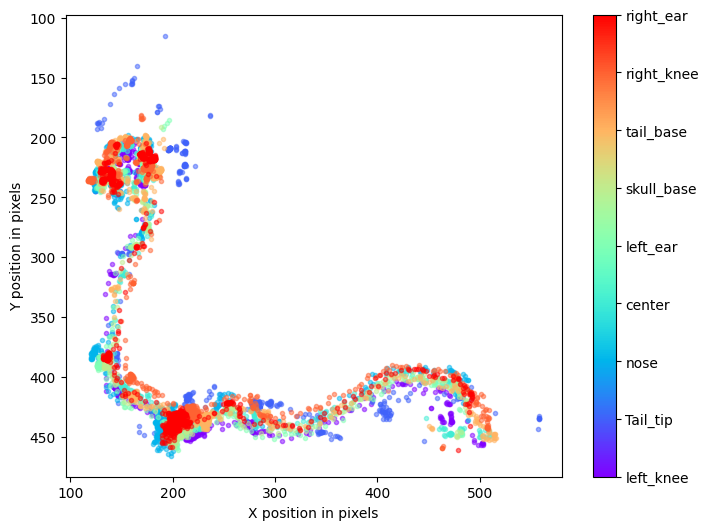 100
150
200
250
300
350
400
450
Y position in pixels
100
200
300
400
500
X position in pixels
right_ear
right_knee
tail_base
skull_base
left_ear
center
nose
Tail_tip
left_knee